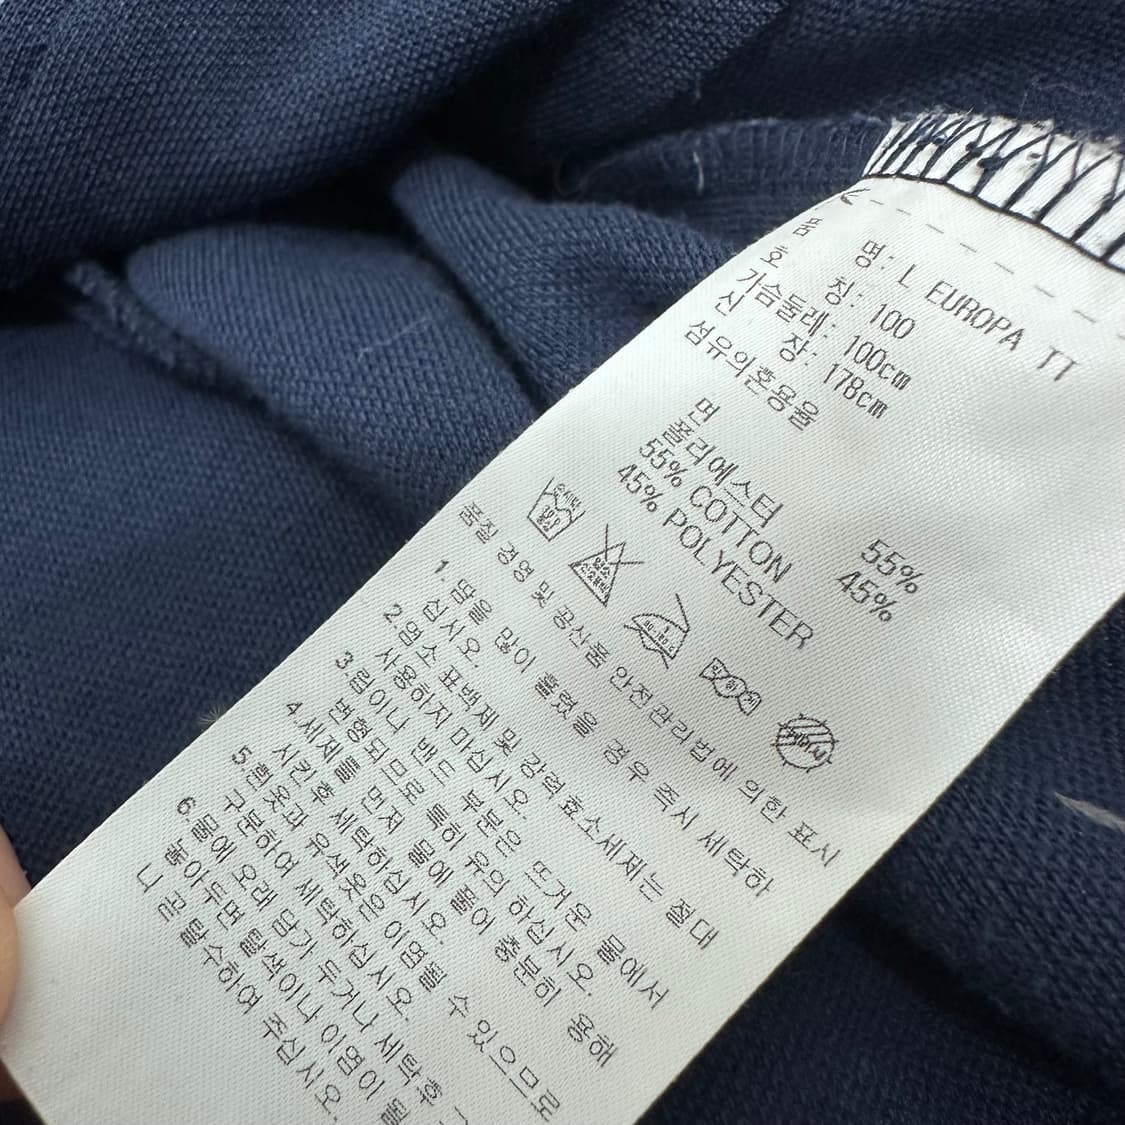 품 명: L EUROPA TT
호 칭: 100
가슴둘레: 100cm
신 장: 178cm
섬유의혼용율
면 55%
폴리에스터 45%
55% COTTON
45% POLYESTER
품질 경영 및 공산품 안전관리법에 의한 표시
1. 땀을 많이 흘렸을 경우 즉시 세탁하
십시오.
2.염소 표백제 및 강력효소세제는 절대
사용하지 마십시오.
3.립이나 밴드 부분은 뜨거운 물에서
변형되므로 특히 유의 하십시오.
4.세제를 먼저 물에 풀어 충분히 용해
시킨후 세탁하십시오.
5.흰옷과 유색옷은 이염될 수 있으므로
구분하여 세탁하십시오.
6.물에 오래 담가 두거나 세탁후
놓아두면 탈색이나 이염이 될
니 곧 탈수하여 주십시오.